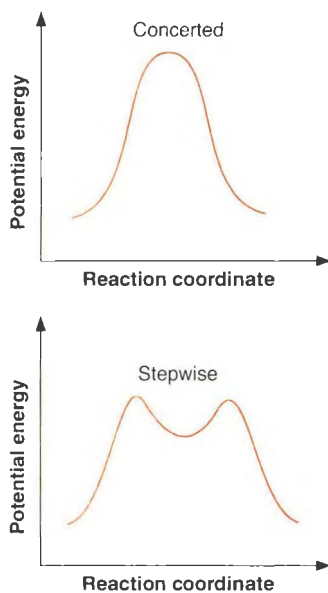 Concerted
Potential energy
Reaction coordinate
Stepwise
Potential energy
Reaction coordinate